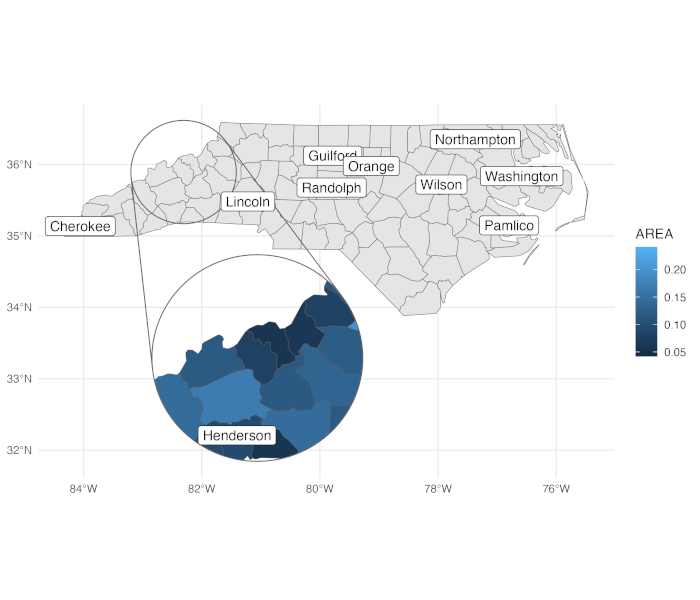 Northampton
Guilford
Orange
Randolph
Wilson
Washington
Lincoln
Cherokee
Pamlico
Henderson
36°N
35°N
34°N
33°N
32°N
84°W
82°W
80°W
78°W
76°W
AREA
0.20
0.15
0.10
0.05